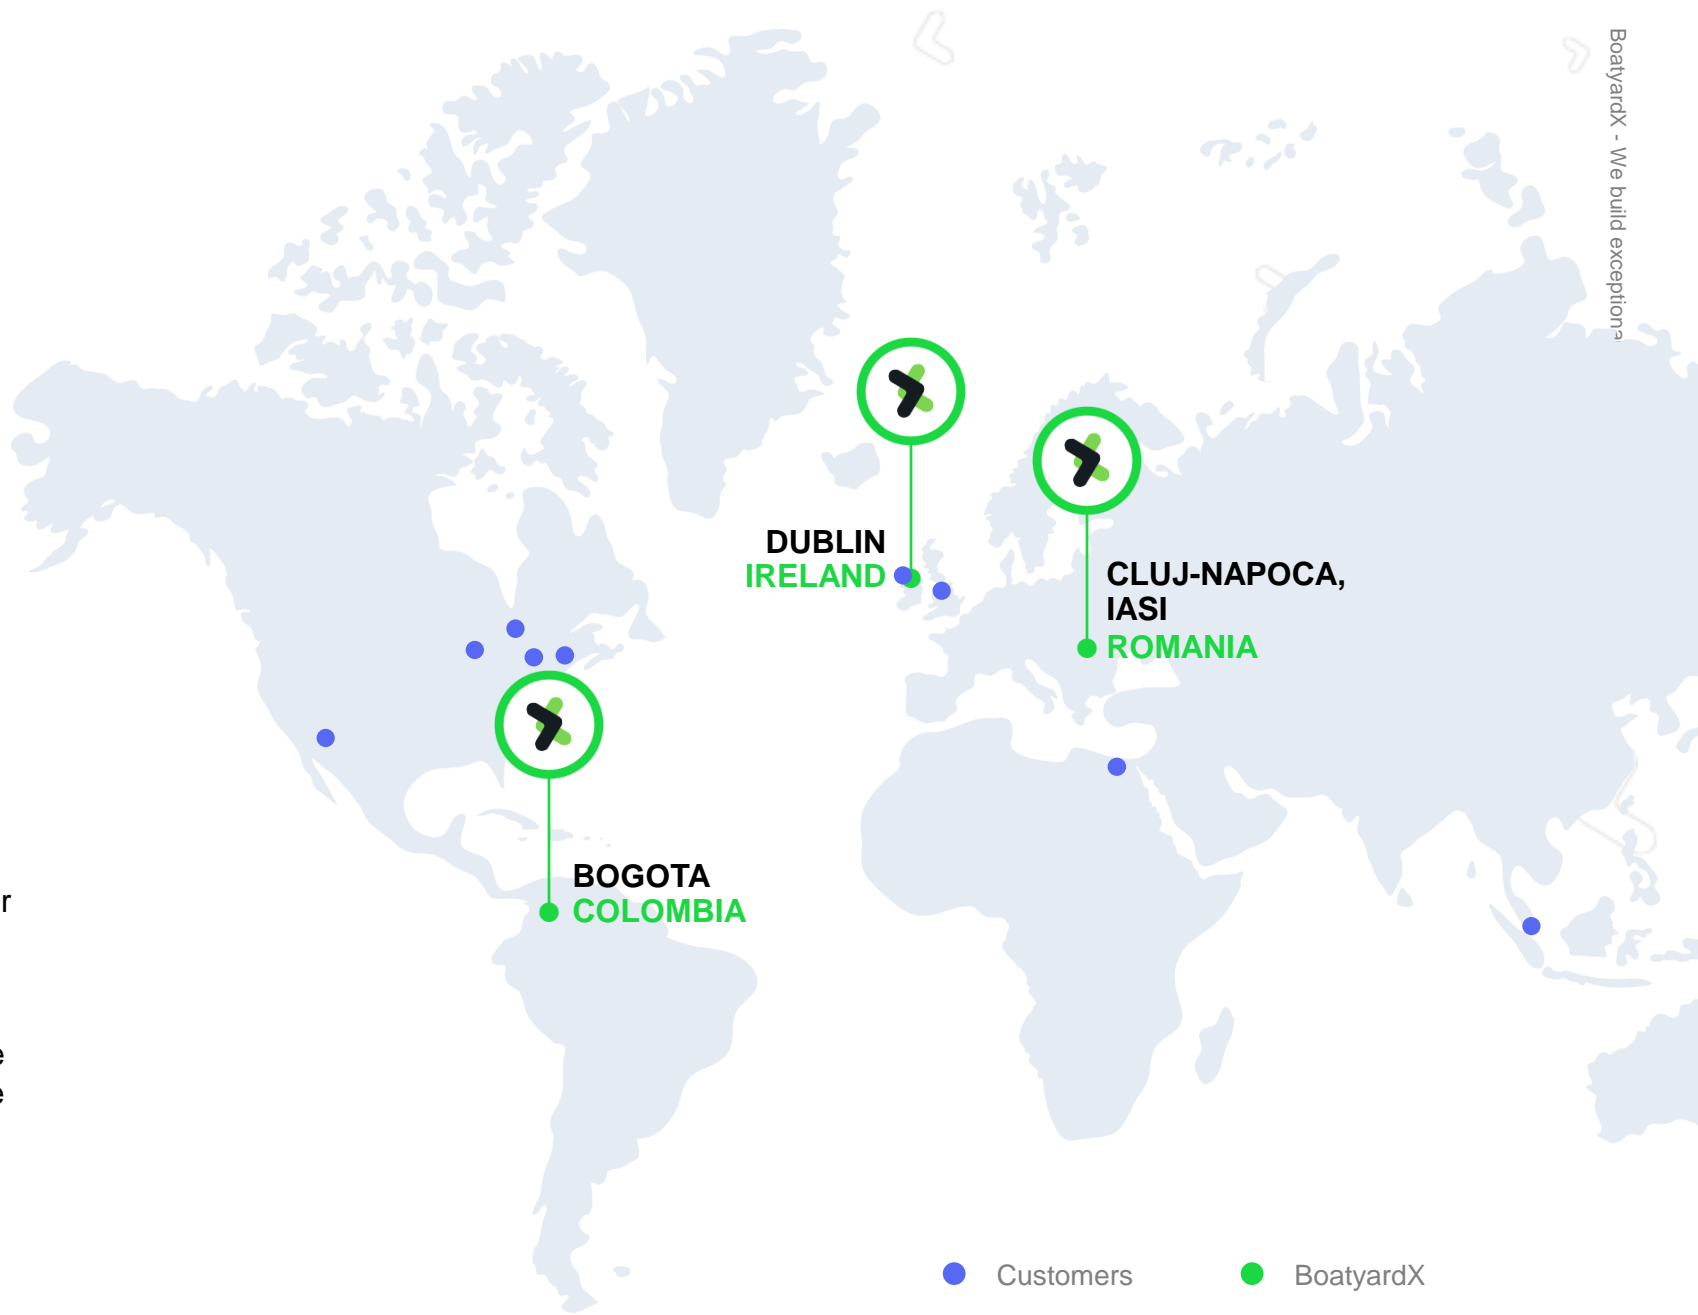 BoatyardX - We build exceptiona
DUBLIN
IRELAND
CLUJ-NAPOCA,
IASI
ROMANIA
BOGOTA
COLOMBIA
r
e
e
Customers
BoatyardX